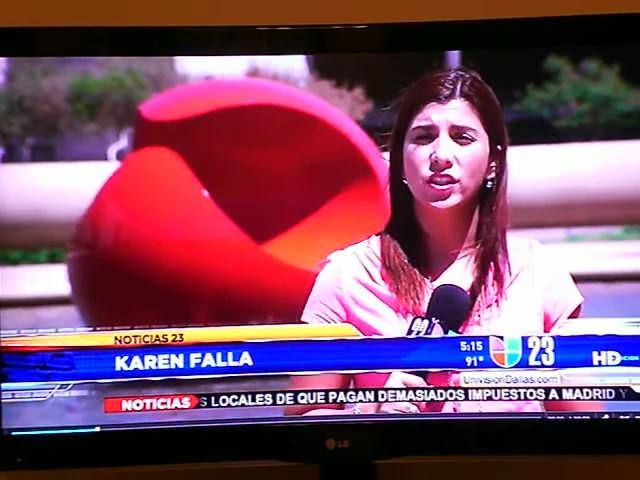 NOTICIAS 23
KAREN FALLA
5:15
91°
23
HD
UnivisionDallas.com
NOTICIAS
S LOCALES DE QUE PAGAN DEMASIADOS IMPUESTOS A MADRID Y
LG